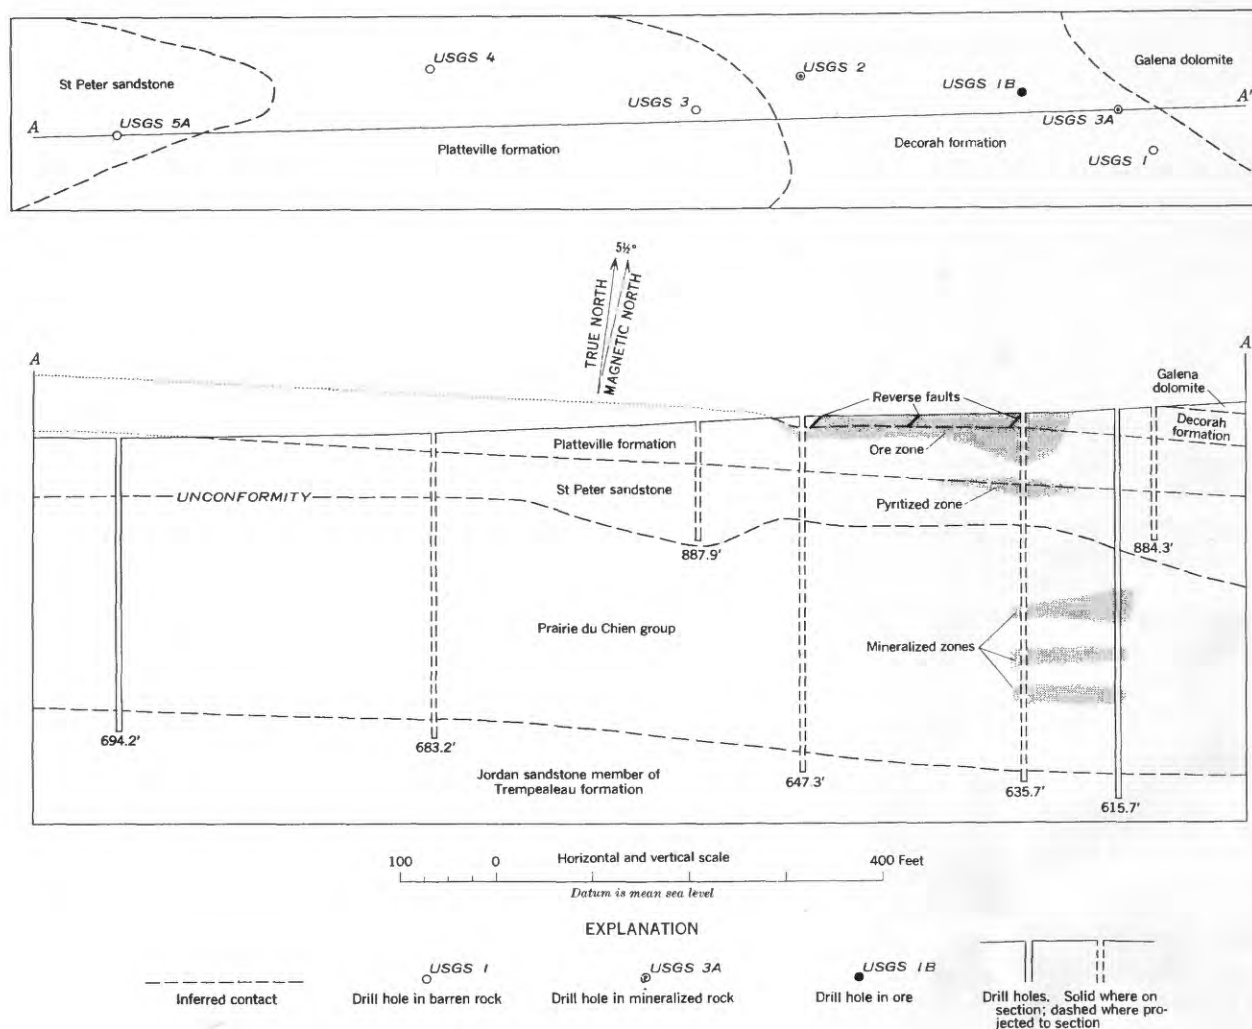 St Peter sandstone
USGS 4
USGS 2
USGS 1B
Galena dolomite
A
USGS 5A
USGS 3
USGS 3A
A'
Platteville formation
Decorah formation
USGS 1
5½°
TRUE NORTH
MAGNETIC NORTH
A
A'
Galena
dolomite
Reverse faults
Decorah
formation
Platteville formation
Ore zone
UNCONFORMITY
St Peter sandstone
Pyritized zone
887.9'
884.3'
Prairie du Chien group
Mineralized zones
694.2'
683.2'
647.3'
635.7'
615.7'
Jordan sandstone member of
Trempealeau formation
100 0 Horizontal and vertical scale 400 Feet
Datum is mean sea level
EXPLANATION
Inferred contact
USGS 1
Drill hole in barren rock
USGS 3A
Drill hole in mineralized rock
USGS 1B
Drill hole in ore
Drill holes. Solid where on
section; dashed where pro-
jected to section